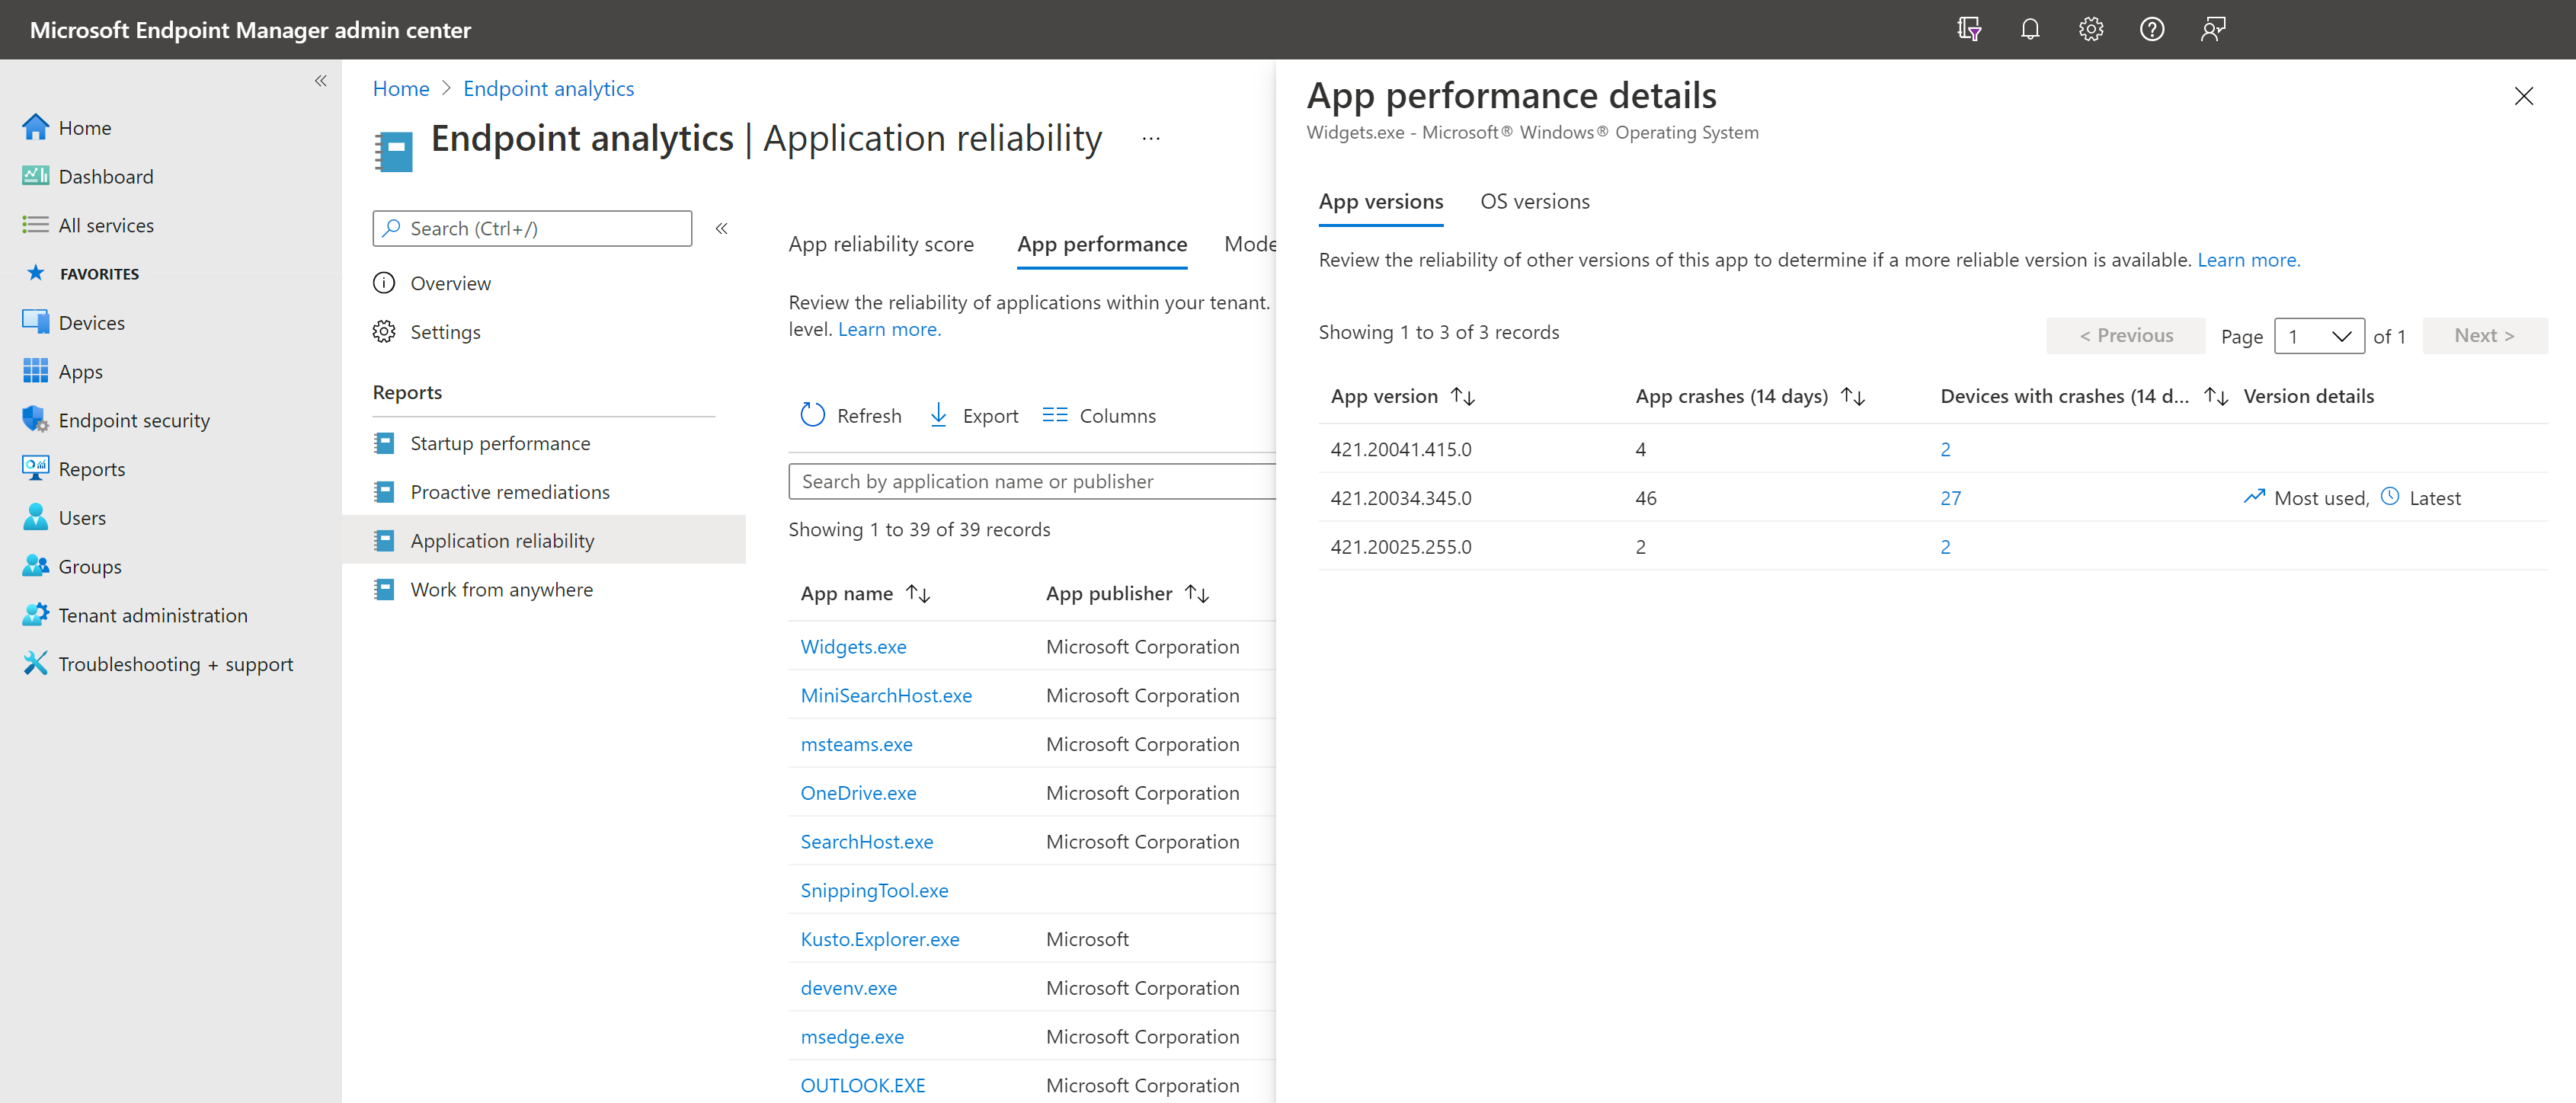 Microsoft Endpoint Manager admin center
Home
Dashboard
All services
FAVORITES
Devices
Apps
Endpoint security
Reports
Users
Groups
Tenant administration
Troubleshooting + support
Home > Endpoint analytics
Endpoint analytics | Application reliability ...
Search (Ctrl+/)
Overview
Settings
Reports
Startup performance
Proactive remediations
Application reliability
Work from anywhere
App reliability score App performance Mode
Review the reliability of applications within your tenant.
level. Learn more.
Refresh Export Columns
Search by application name or publisher
Showing 1 to 39 of 39 records
App name App publisher
Widgets.exe Microsoft Corporation
MiniSearchHost.exe Microsoft Corporation
msteams.exe Microsoft Corporation
OneDrive.exe Microsoft Corporation
SearchHost.exe Microsoft Corporation
SnippingTool.exe
Kusto.Explorer.exe Microsoft
devenv.exe Microsoft Corporation
msedge.exe Microsoft Corporation
OUTLOOK.EXE Microsoft Corporation
App performance details
Widgets.exe - Microsoft® Windows® Operating System
App versions OS versions
Review the reliability of other versions of this app to determine if a more reliable version is available. Learn more.
Showing 1 to 3 of 3 records
< Previous Page 1 of 1 Next >
App version App crashes (14 days) Devices with crashes (14 d... Version details
421.20041.415.0 4 2
421.20034.345.0 46 27 Most used, Latest
421.20025.255.0 2 2